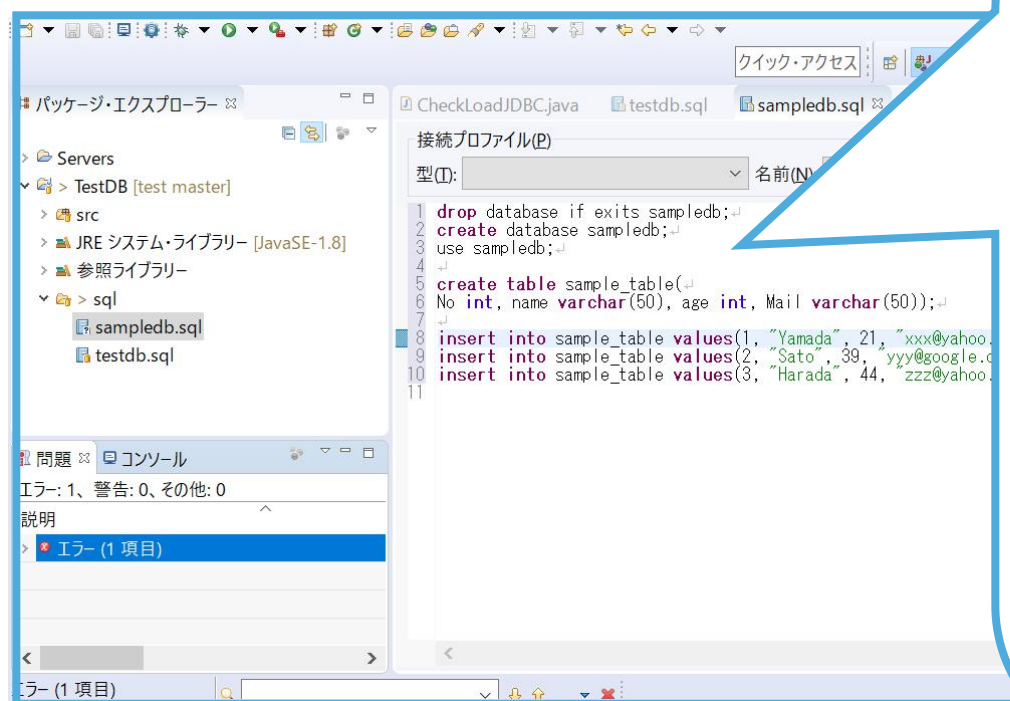 クイック・アクセス
パッケージ・エクスプローラー
Servers
> TestDB [test master]
src
JRE システム・ライブラリー [JavaSE-1.8]
参照ライブラリー
> sql
sampledb.sql
testdb.sql
CheckLoadJDBC.java testdb.sql sampledb.sql
接続プロファイル(P)
型(T): 名前(N)
1 drop database if exits sampledb;
2 create database sampledb;
3 use sampledb;
4
5 create table sample_table(
6 No int, name varchar(50), age int, Mail varchar(50));
7
8 insert into sample_table values(1, "Yamada", 21, "xxx@yahoo.
9 insert into sample_table values(2, "Sato", 39, "yyy@google.
10 insert into sample_table values(3, "Harada", 44, "zzz@yahoo.
11
問題 コンソール
エラー: 1、警告: 0、その他: 0
説明
エラー (1 項目)
ラー (1 項目)